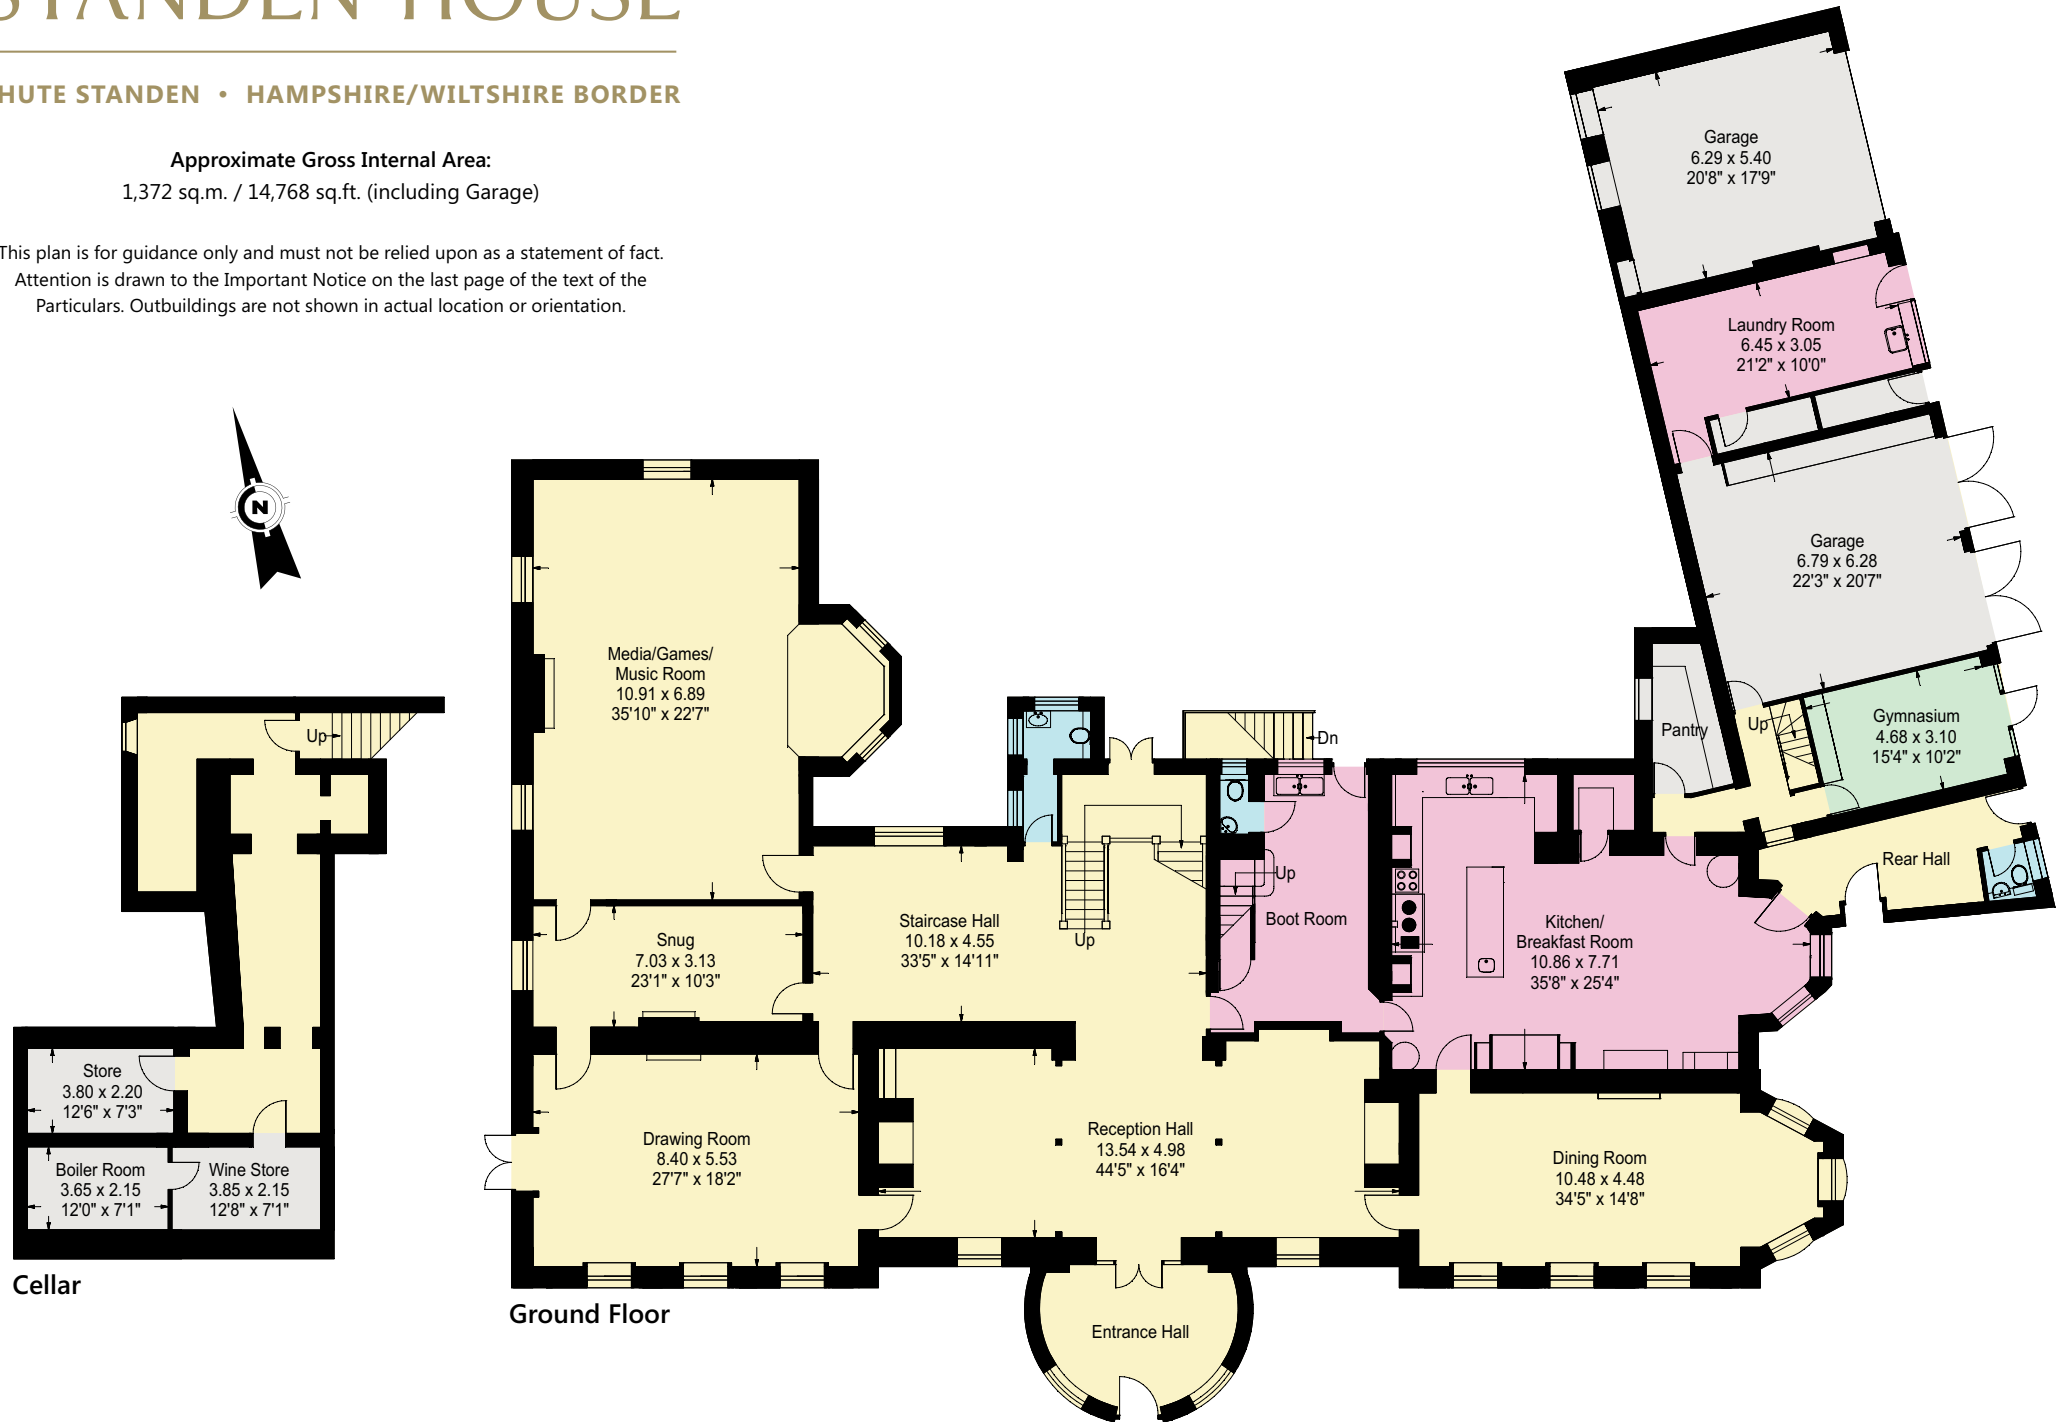 STANDEN HOUSE
HUTE STANDEN • HAMPSHIRE/WILTSHIRE BORDER
Approximate Gross Internal Area:
1,372 sq.m. / 14,768 sq.ft. (including Garage)
This plan is for guidance only and must not be relied upon as a statement of fact.
Attention is drawn to the Important Notice on the last page of the text of the
Particulars. Outbuildings are not shown in actual location or orientation.
N
Garage
6.29 x 5.40
20'8" x 17'9"
Laundry Room
6.45 x 3.05
21'2" x 10'0"
Garage
6.79 x 6.28
22'3" x 20'7"
Gymnasium
4.68 x 3.10
15'4" x 10'2"
Up
Pantry
Rear Hall
Media/Games/
Music Room
10.91 x 6.89
35'10" x 22'7"
Dn
Up
Boot Room
Kitchen/
Breakfast Room
10.86 x 7.71
35'8" x 25'4"
Staircase Hall
10.18 x 4.55
33'5" x 14'11"
Up
Snug
7.03 x 3.13
23'1" x 10'3"
Drawing Room
8.40 x 5.53
27'7" x 18'2"
Reception Hall
13.54 x 4.98
44'5" x 16'4"
Dining Room
10.48 x 4.48
34'5" x 14'8"
Entrance Hall
Ground Floor
Up
Store
3.80 x 2.20
12'6" x 7'3"
Boiler Room
3.65 x 2.15
12'0" x 7'1"
Wine Store
3.85 x 2.15
12'8" x 7'1"
Cellar